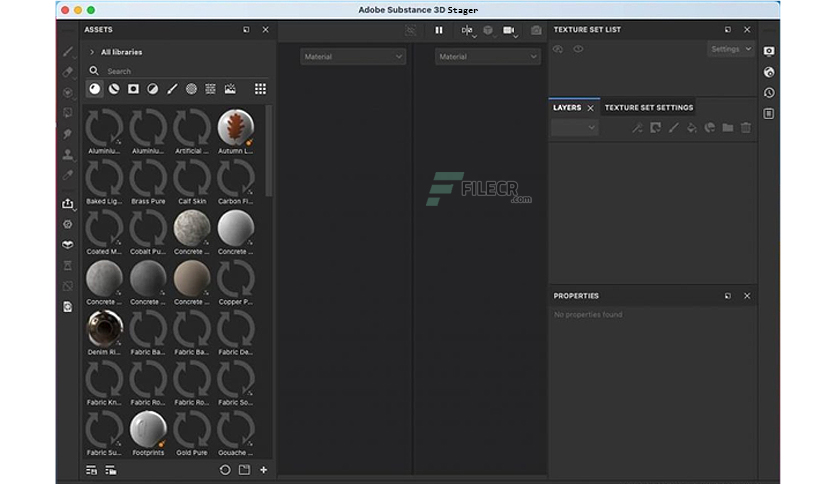 Adobe Substance 3D Stager
ASSETS
TEXTURE SET LIST
All libraries
Search
Material
Material
Settings
LAYERS
TEXTURE SET SETTINGS
Aluminiu...
Aluminiu...
Artificial ...
Autumn L...
Baked Lig...
Brass Pure
Calf Skin
Carbon Fi...
FILECR
.com
Coated M...
Cobalt Pu...
Concrete ...
Concrete ...
Concrete ...
Concrete ...
Concrete ...
Copper P...
PROPERTIES
No properties found
Denim Ri...
Fabric Ba...
Fabric Ba...
Fabric De...
Fabric Kn...
Fabric Ro...
Fabric Ro...
Fabric So...
Fabric Su...
Footprints
Gold Pure
Gouache ...